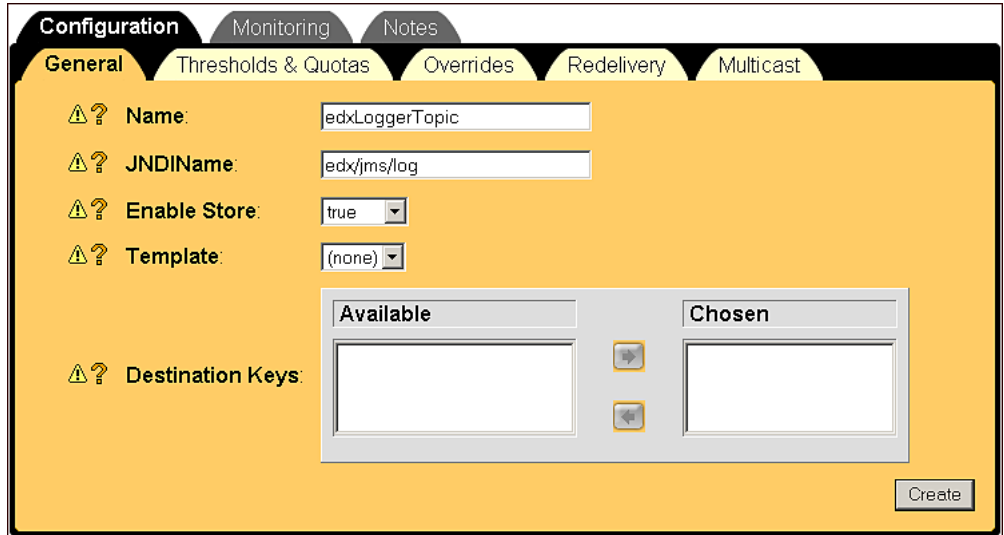 Configuration Monitoring Notes
General Thresholds & Quotas Overrides Redelivery Multicast
Name: edxLoggerTopic
JNDIName: edx/jms/log
Enable Store: true
Template: (none)
Available Chosen
Destination Keys:
Create